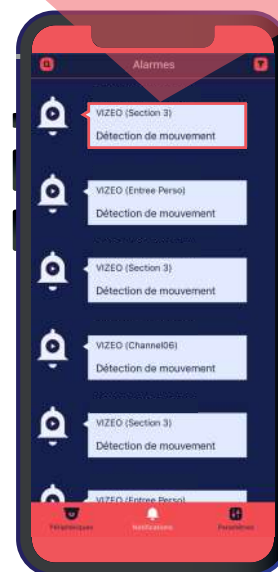 Alarmes
VIZEO (Section 3)
Détection de mouvement
VIZEO (Entree Perso)
Détection de mouvement
VIZEO (Section 3)
Détection de mouvement
VIZEO (Channel06)
Détection de mouvement
VIZEO (Section 3)
Détection de mouvement
VIZEO (Entree Perso)
Périphériques
Notifications
Paramètres